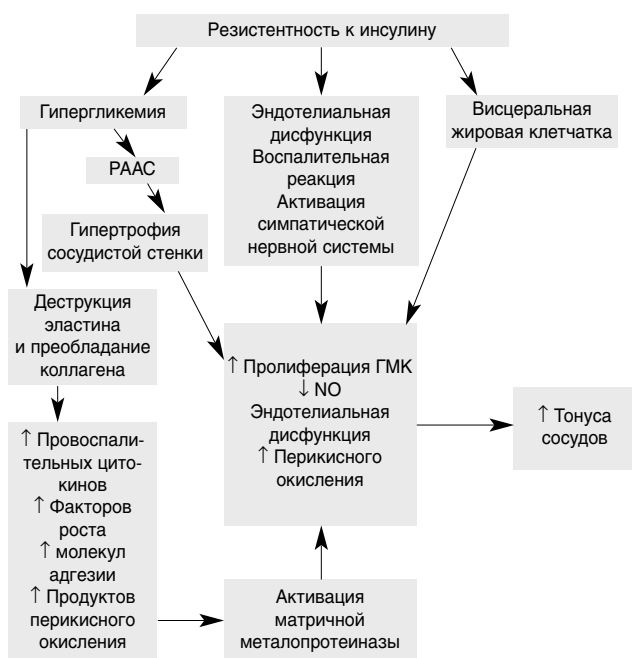 Резистентность к инсулину
Гипергликемия
РААС
Гипертрофия
сосудистой стенки
Деструкция
эластина
и преобладание
коллагена
↑ Провоспали-
тельных цито-
кинов
↑ Факторов
роста
↑ молекул
адгезии
↑ Продуктов
перикисного
окисления
Эндотелиальная
дисфункция
Воспалительная
реакция
Активация
симпатической
нервной системы
Висцеральная
жировая клетчатка
↑ Пролиферация ГМК
↓ NO
Эндотелиальная
дисфункция
↑ Перикисного
окисления
Активация
матричной
металопротеиназы
↑ Тонуса
сосудов